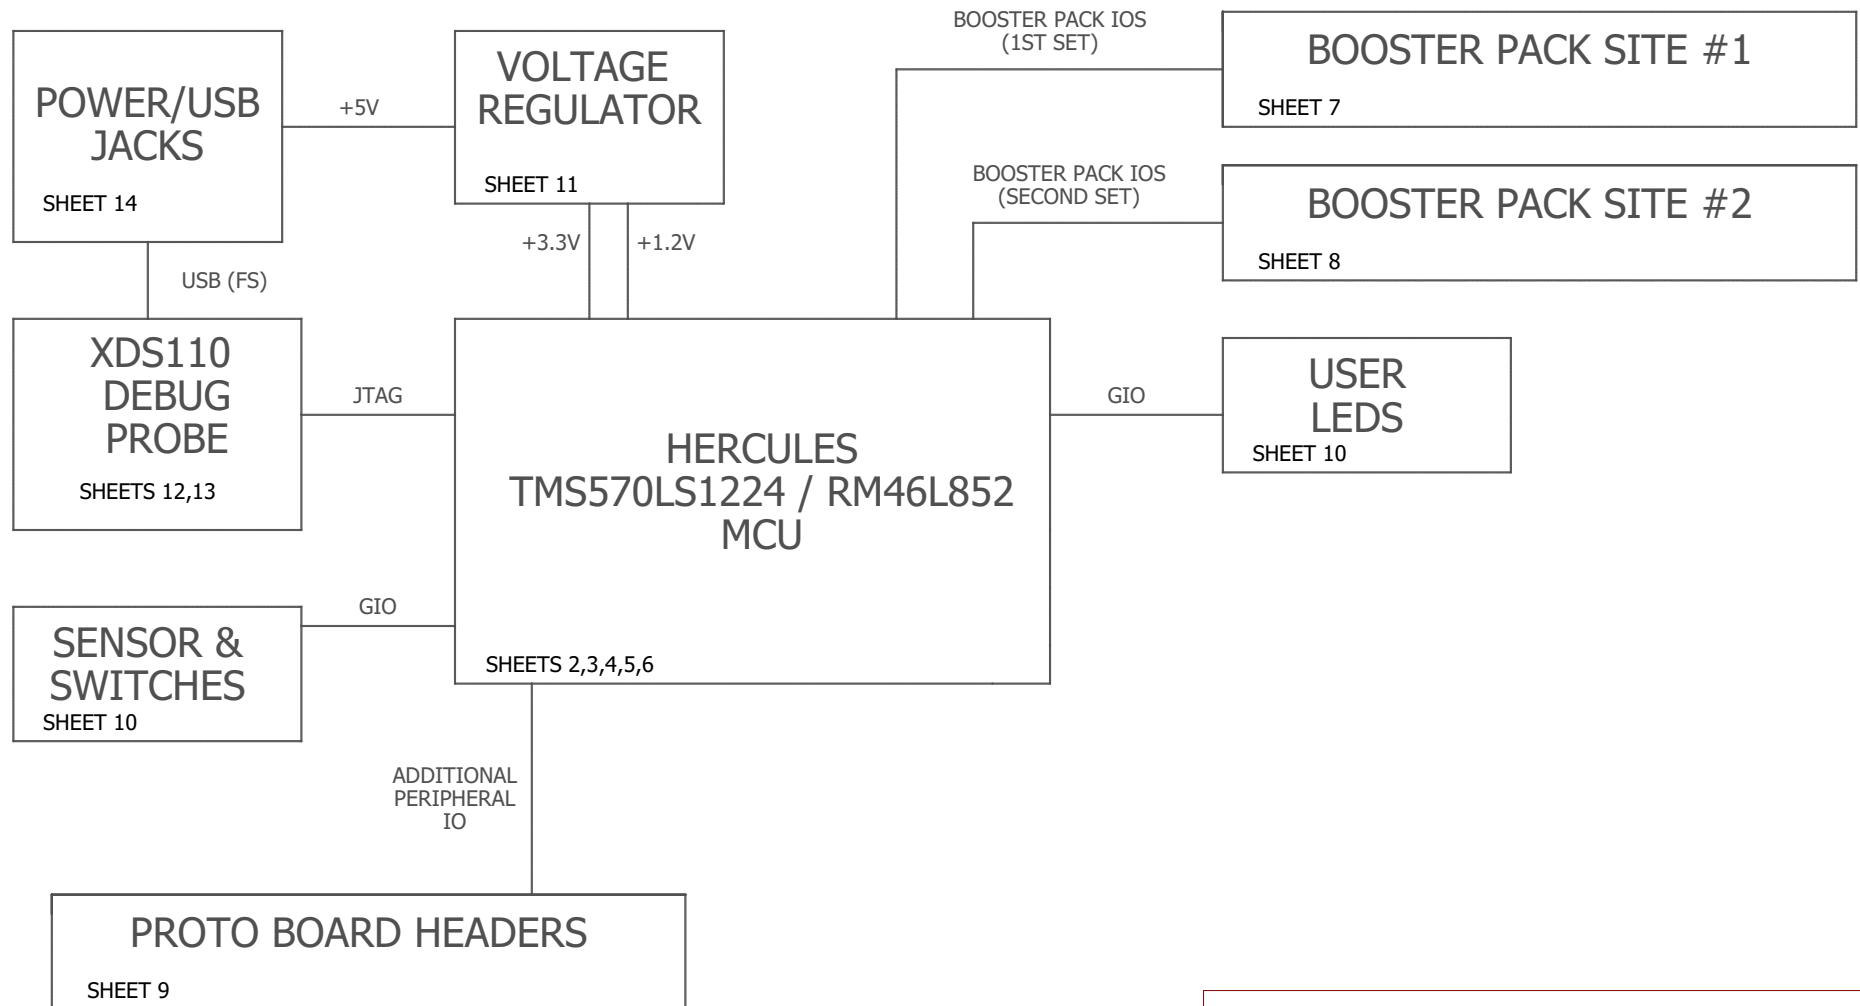 POWER/USB
JACKS
SHEET 14
+5V
VOLTAGE
REGULATOR
SHEET 11
BOOSTER PACK IOS
(1ST SET)
BOOSTER PACK SITE #1
SHEET 7
BOOSTER PACK IOS
(SECOND SET)
BOOSTER PACK SITE #2
SHEET 8
+3.3V
+1.2V
USB (FS)
XDS110
DEBUG
PROBE
SHEETS 12,13
JTAG
HERCULES
TMS570LS1224 / RM46L852
MCU
SHEETS 2,3,4,5,6
GIO
USER
LEDS
SHEET 10
GIO
SENSOR &
SWITCHES
SHEET 10
ADDITIONAL
PERIPHERAL
IO
PROTO BOARD HEADERS
SHEET 9